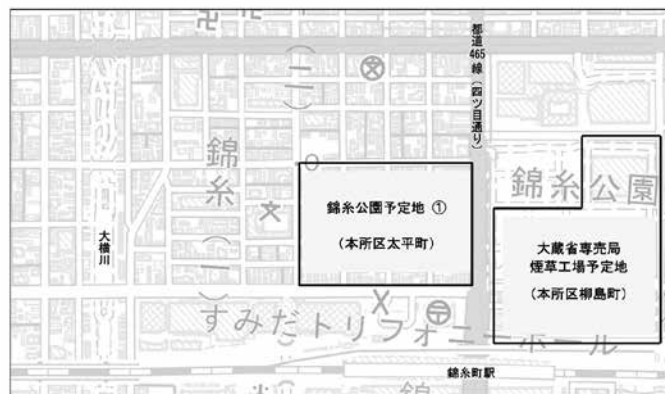 都道465線（四ツ目通り）
（二）
錦糸（一）
錦糸公園
錦糸公園予定地 ①
（本所区太平町）
大蔵省専売局
煙草工場予定地
（本所区柳島町）
大横川
すみだトリフォニーホール
錦糸町駅